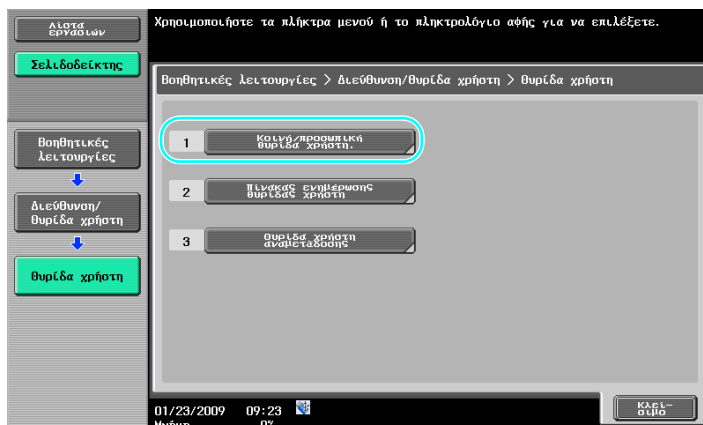 Λίστα
εργασιών
Χρησιμοποιήστε τα πλήκτρα μενού ή το πληκτρολόγιο αφής για να επιλέξετε.
Σελιδοδείκτης
Βοηθητικές λειτουργίες > Διεύθυνση/θυρίδα χρήστη > θυρίδα χρήστη
Βοηθητικές
λειτουργίες
Διεύθυνση/
θυρίδα χρήστη
θυρίδα χρήστη
1 Κοινή/προσωπική
θυρίδα χρήστη.
2 Πίνακας ενημέρωσης
θυρίδας χρήστη
3 θυρίδα χρήστη
αναμετάδοσης
01/23/2009 09:23
Μνήμη 0%
Κλεί-
σιμο